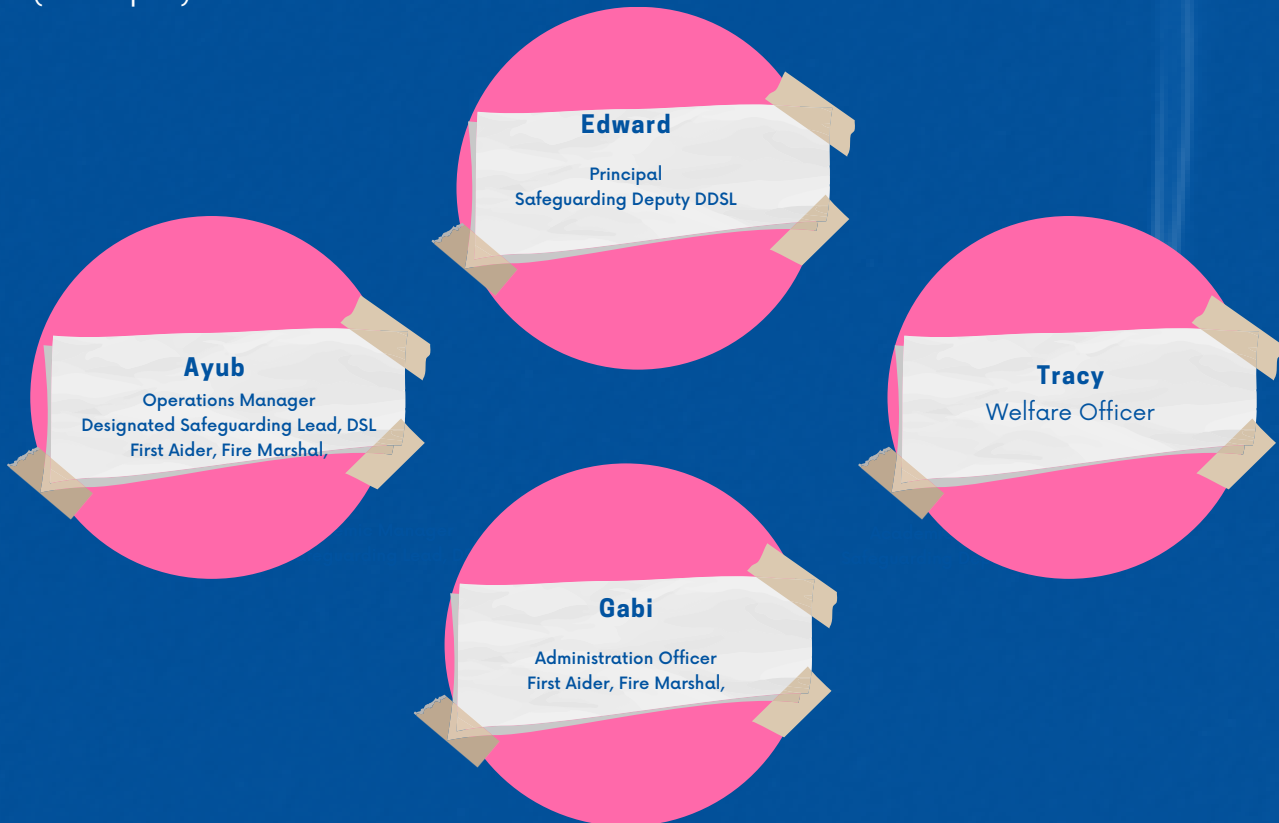 Edward
Principal
Safeguarding Deputy DDSL
Ayub
Operations Manager
Designated Safeguarding Lead, DSL
First Aider, Fire Marshal,
Tracy
Welfare Officer
Gabi
Administration Officer
First Aider, Fire Marshal,